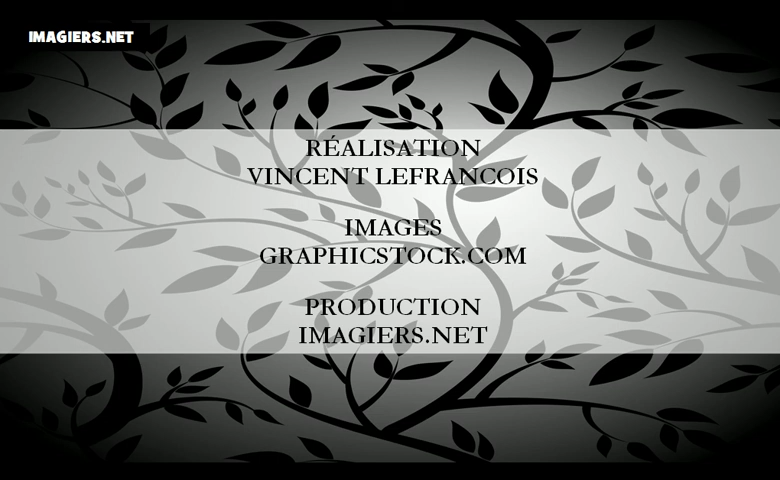 IMAGIERS.NET
RÉALISATION
VINCENT LEFRANCOIS
IMAGES
GRAPHICSTOCK.COM
PRODUCTION
IMAGIERS.NET